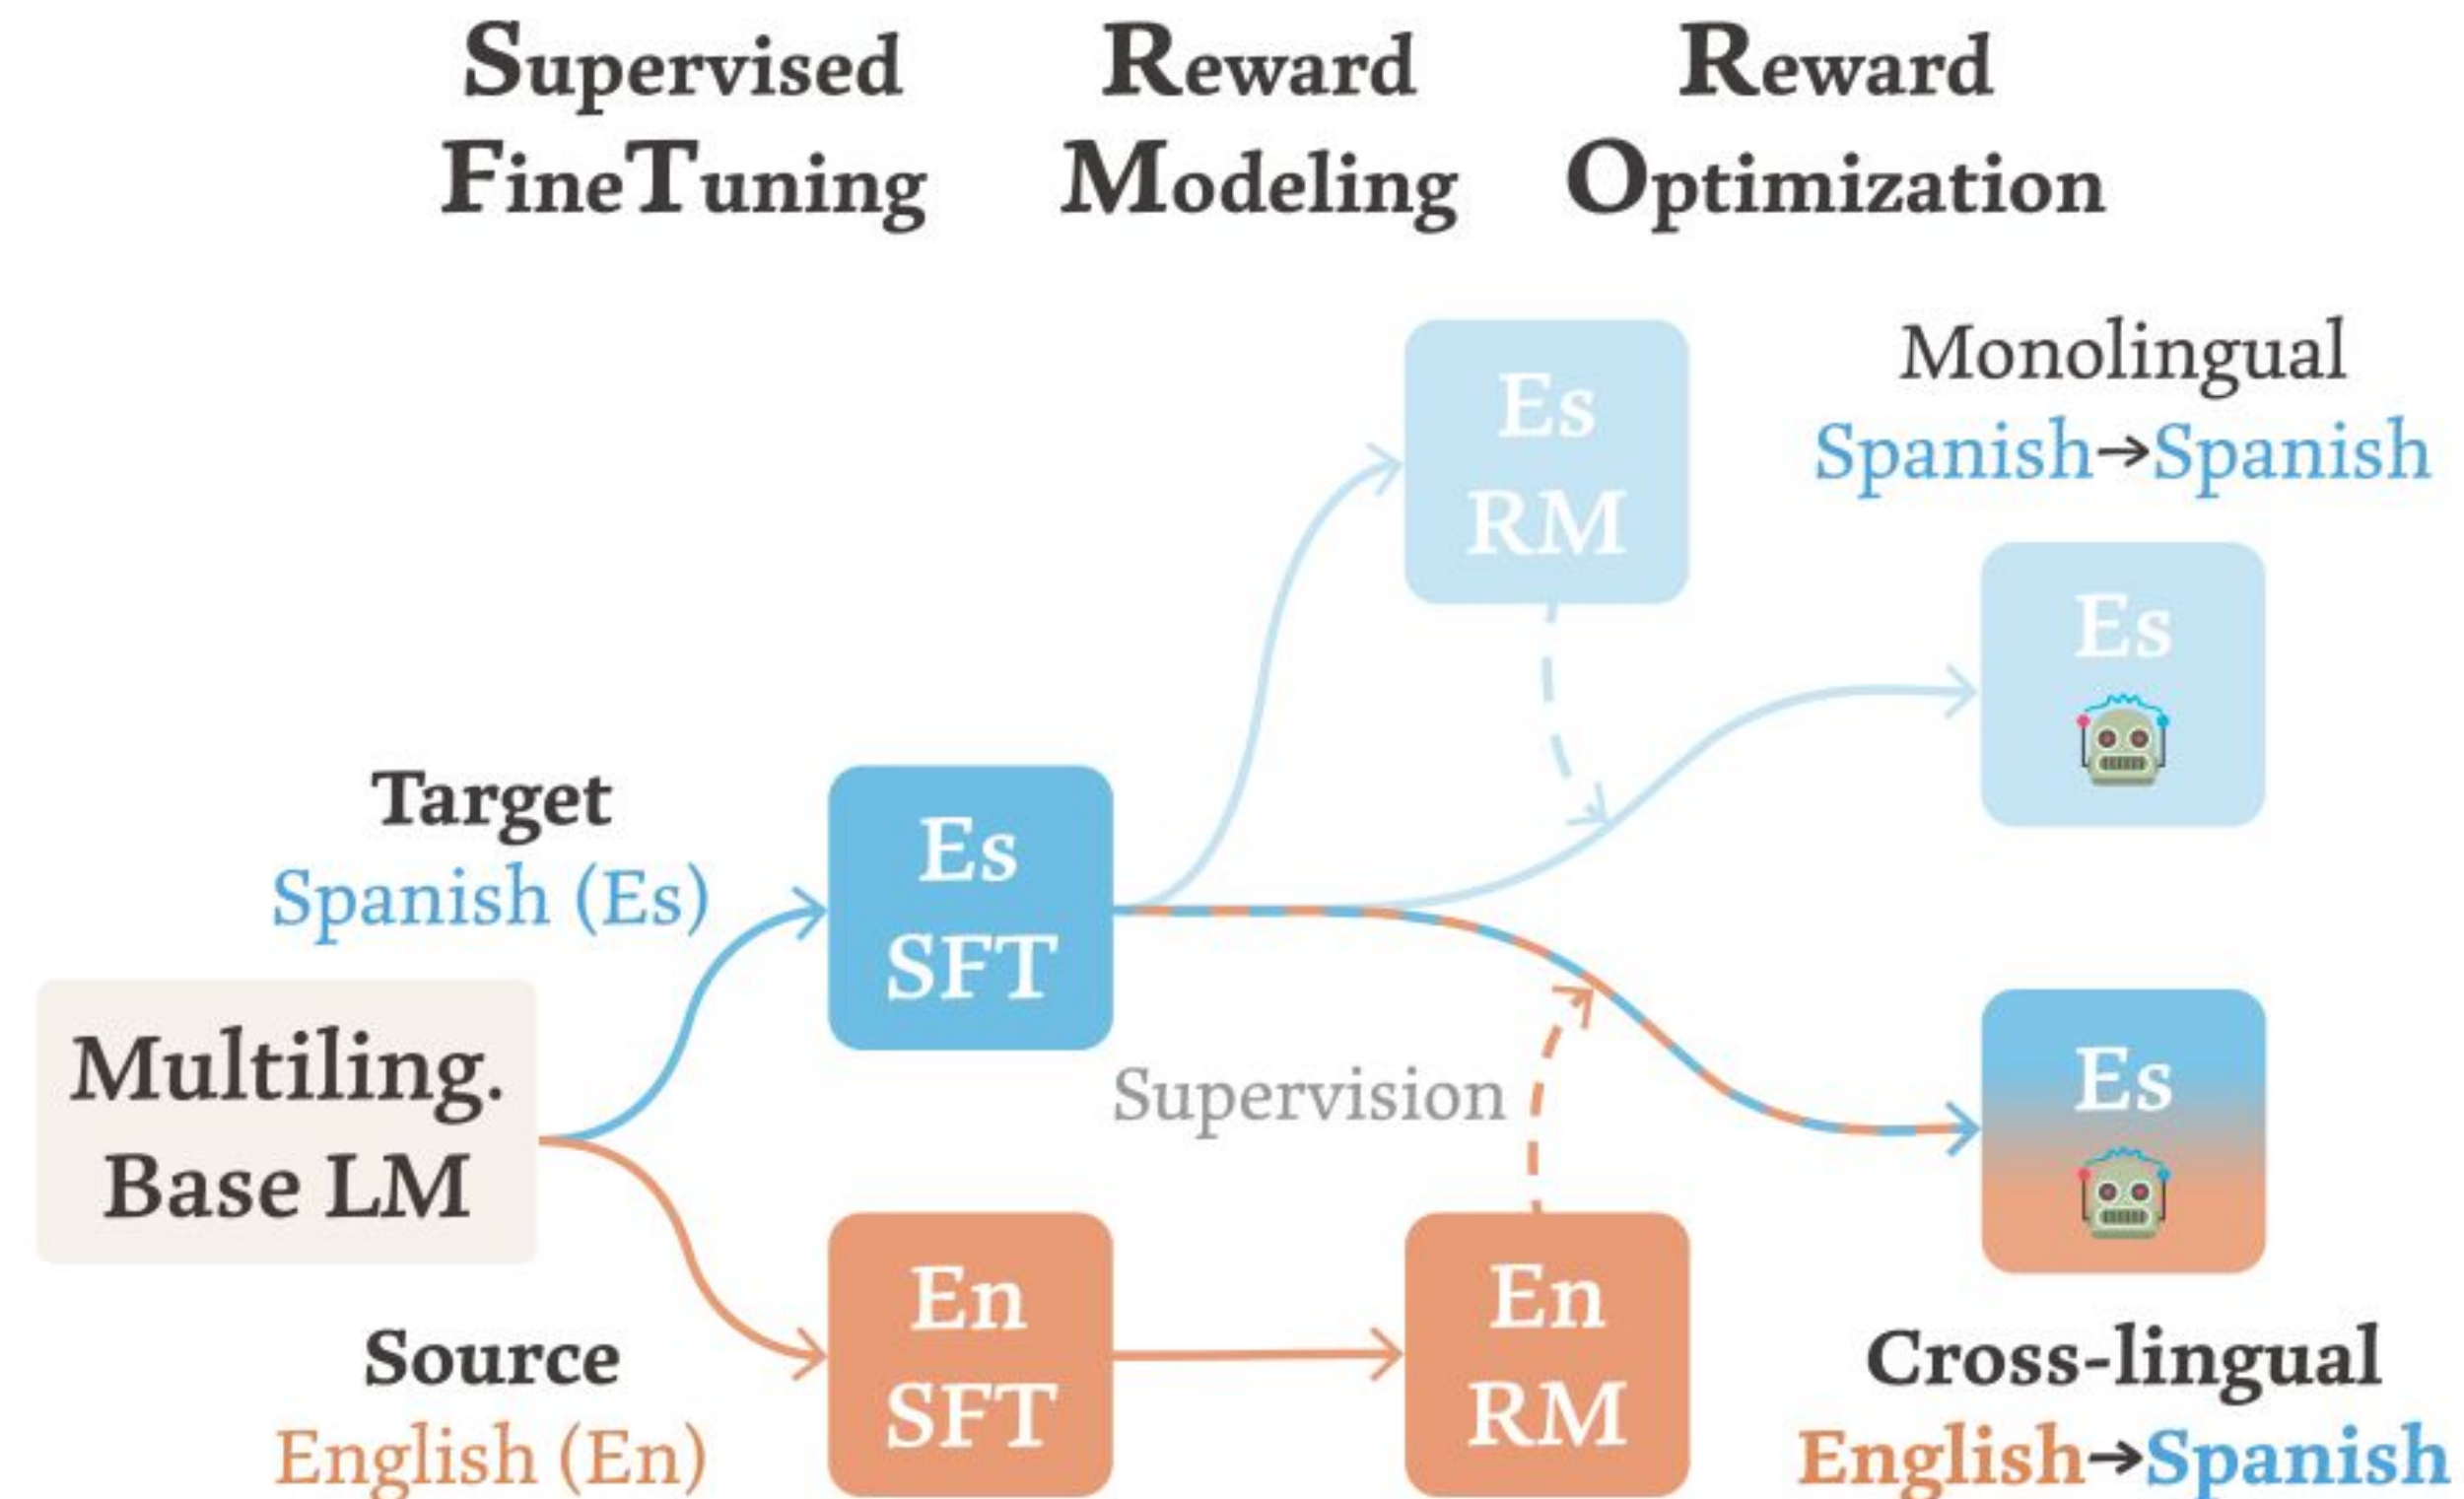 Supervised
FineTuning
Reward
Modeling
Reward
Optimization
Es
RM
Monolingual
Spanish→Spanish
Es
Target
Spanish (Es)
Es
SFT
Multiling.
Base LM
Supervision
Es
Source
English (En)
En
SFT
En
RM
Cross-lingual
English→Spanish